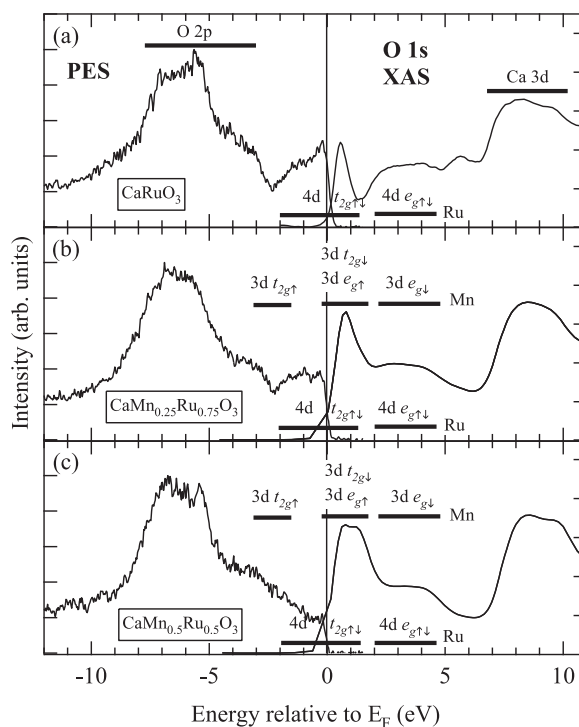 (a)
O 2p
PES
O 1s
XAS
Ca 3d
CaRuO3
4d t2g↑↓
4d eg↑↓
Ru
(b)
3d t2g↓
3d t2g↑
3d eg↑
3d eg↓
Mn
CaMn0.25Ru0.75O3
4d t2g↑↓
4d eg↑↓
Ru
(c)
3d t2g↓
3d t2g↑
3d eg↑
3d eg↓
Mn
CaMn0.5Ru0.5O3
4d t2g↑↓
4d eg↑↓
Ru
Intensity (arb. units)
-10 -5 0 5 10
Energy relative to EF (eV)